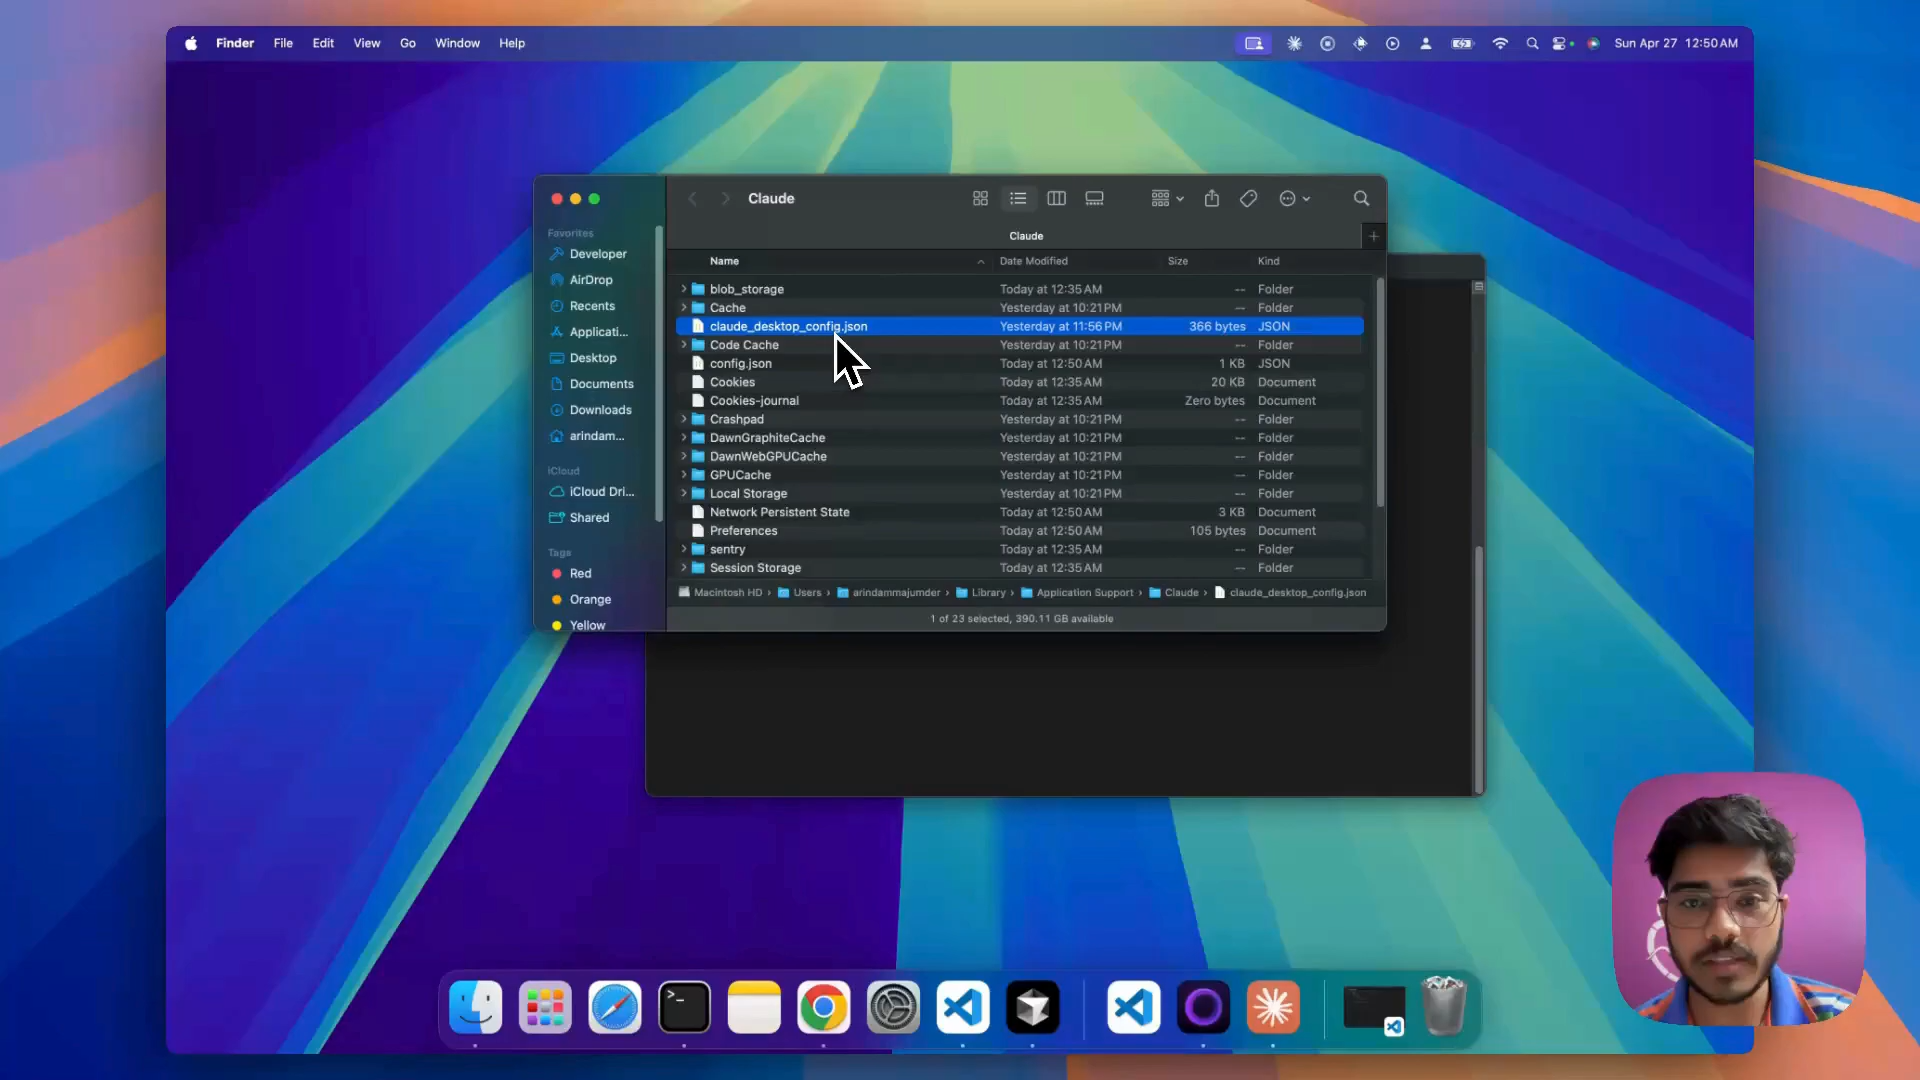 Finder File Edit View Go Window Help Sun Apr 27 12:50 AM
Claude
Claude
Favorites
Developer
AirDrop
Recents
Applicati...
Desktop
Documents
Downloads
arindam...
iCloud
iCloud Dri...
Shared
Tags
Red
Orange
Yellow
Name Date Modified Size Kind
blob_storage Today at 12:35 AM -- Folder
Cache Yesterday at 10:21 PM -- Folder
claude_desktop_config.json Yesterday at 11:56 PM 366 bytes JSON
Code Cache Yesterday at 10:21 PM -- Folder
config.json Today at 12:50 AM 1 KB JSON
Cookies Today at 12:35 AM 20 KB Document
Cookies-journal Today at 12:35 AM Zero bytes Document
Crashpad Yesterday at 10:21 PM -- Folder
DawnGraphiteCache Yesterday at 10:21 PM -- Folder
DawnWebGPUCache Yesterday at 10:21 PM -- Folder
GPUCache Yesterday at 10:21 PM -- Folder
Local Storage Yesterday at 10:21 PM -- Folder
Network Persistent State Today at 12:50 AM 3 KB Document
Preferences Today at 12:50 AM 105 bytes Document
sentry Today at 12:35 AM -- Folder
Session Storage Today at 12:35 AM -- Folder
Macintosh HD › Users › arindammajumder › Library › Application Support › Claude › claude_desktop_config.json
1 of 23 selected, 390.11 GB available